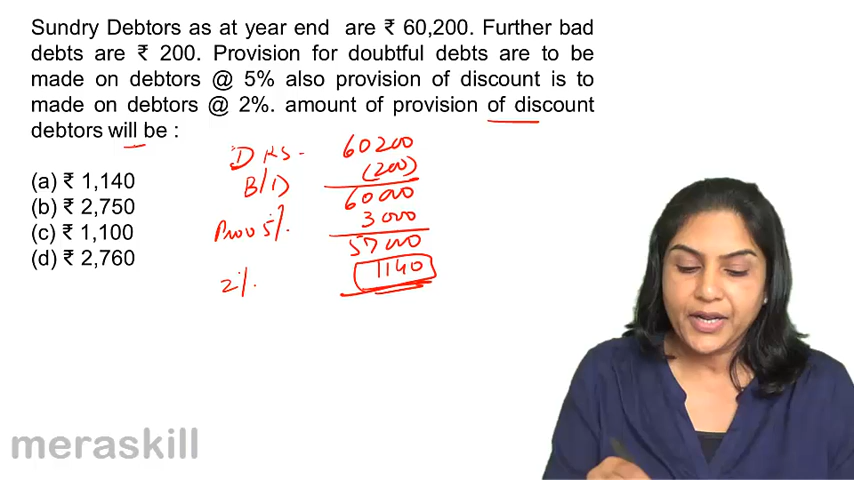 Sundry Debtors as at year end are ₹ 60,200. Further bad
debts are ₹ 200. Provision for doubtful debts are to be
made on debtors @ 5% also provision of discount is to
made on debtors @ 2%. amount of provision of discount
debtors will be :
DRS - 60200
B/D (200)
60000
Prov 5%. 3000
57000
2%. 1140
(a) ₹ 1,140
(b) ₹ 2,750
(c) ₹ 1,100
(d) ₹ 2,760
meraskill